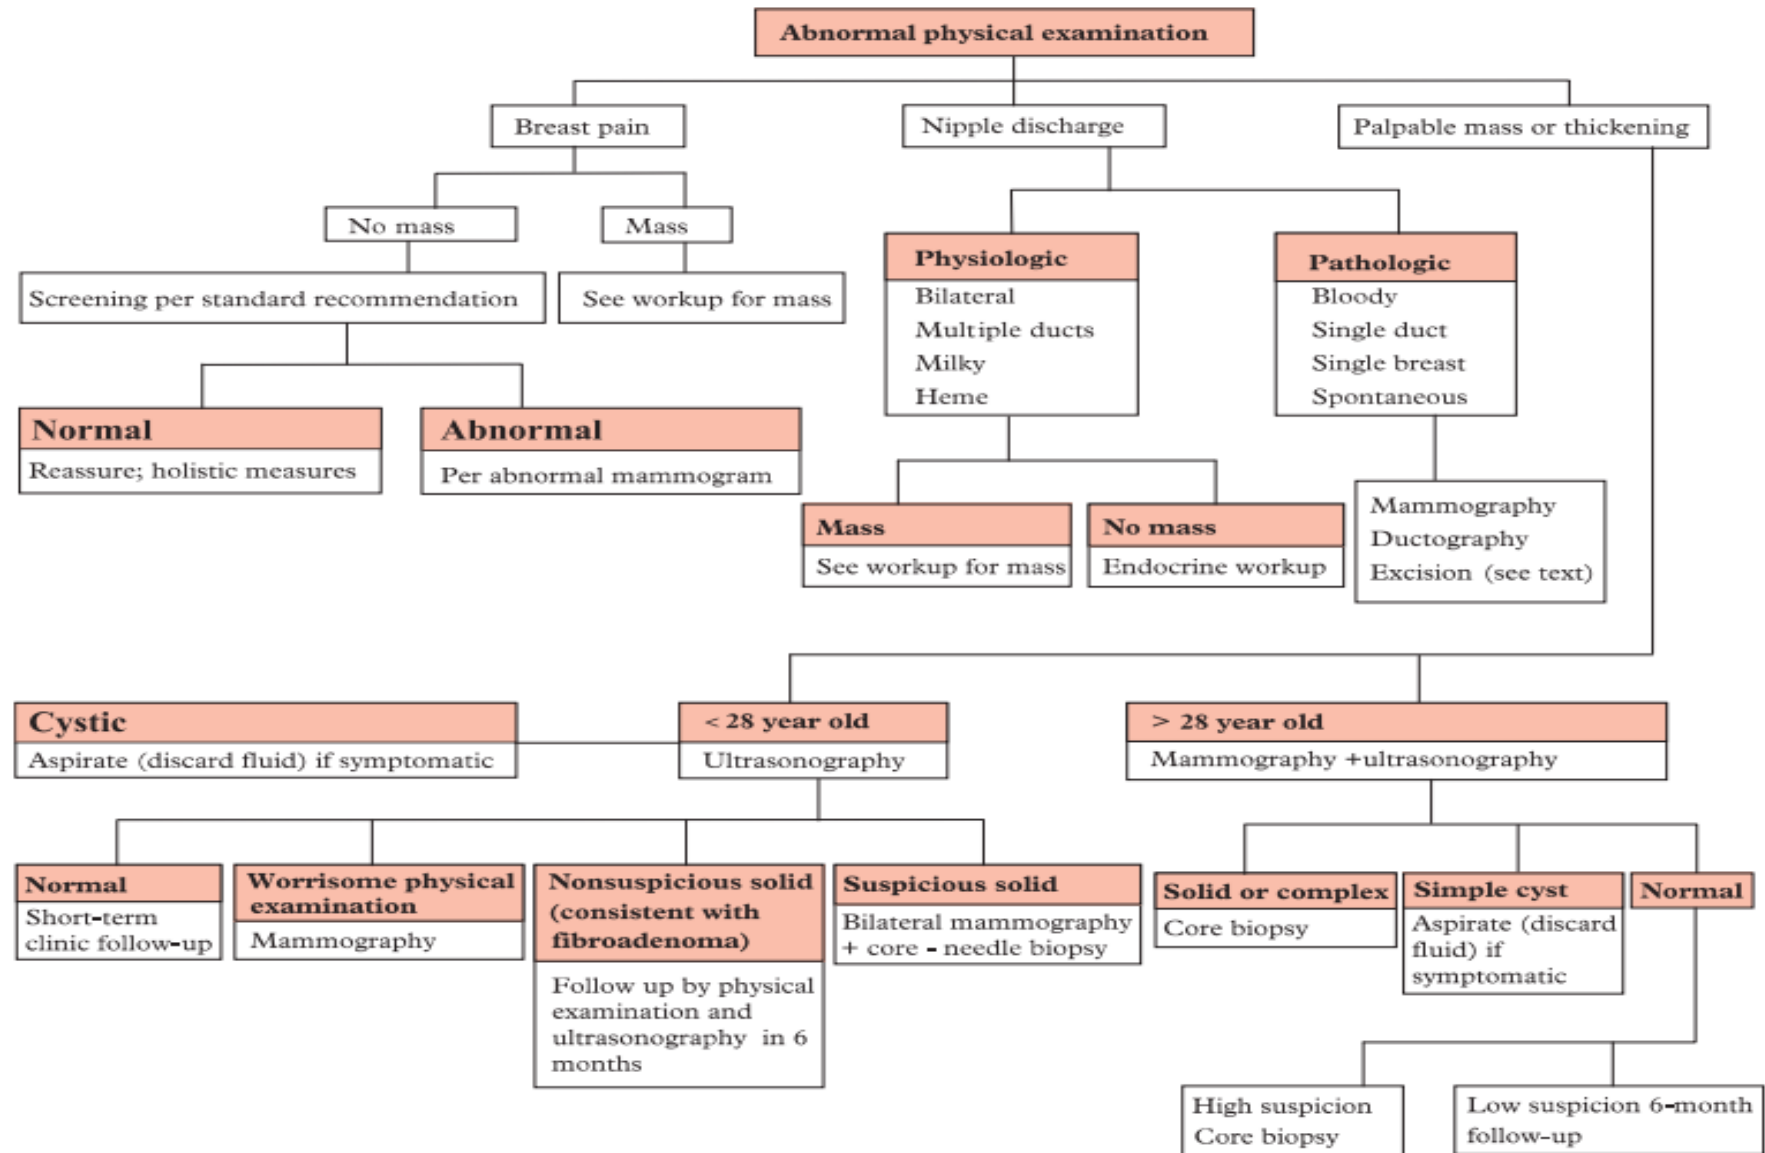 Abnormal physical examination
Breast pain
Nipple discharge
Palpable mass or thickening
No mass
Mass
Screening per standard recommendation
See workup for mass
Normal
Reassure; holistic measures
Abnormal
Per abnormal mammogram
Physiologic
Bilateral
Multiple ducts
Milky
Heme
Pathologic
Bloody
Single duct
Single breast
Spontaneous
Mass
See workup for mass
No mass
Endocrine workup
Mammography
Ductography
Excision (see text)
Cystic
Aspirate (discard fluid) if symptomatic
< 28 year old
Ultrasonography
> 28 year old
Mammography +ultrasonography
Normal
Short-term
clinic follow-up
Worrisome physical
examination
Mammography
Nonsuspicious solid
(consistent with
fibroadenoma)
Follow up by physical
examination and
ultrasonography in 6
months
Suspicious solid
Bilateral mammography
+ core - needle biopsy
Solid or complex
Core biopsy
Simple cyst
Aspirate (discard
fluid) if
symptomatic
Normal
High suspicion
Core biopsy
Low suspicion 6-month
follow-up